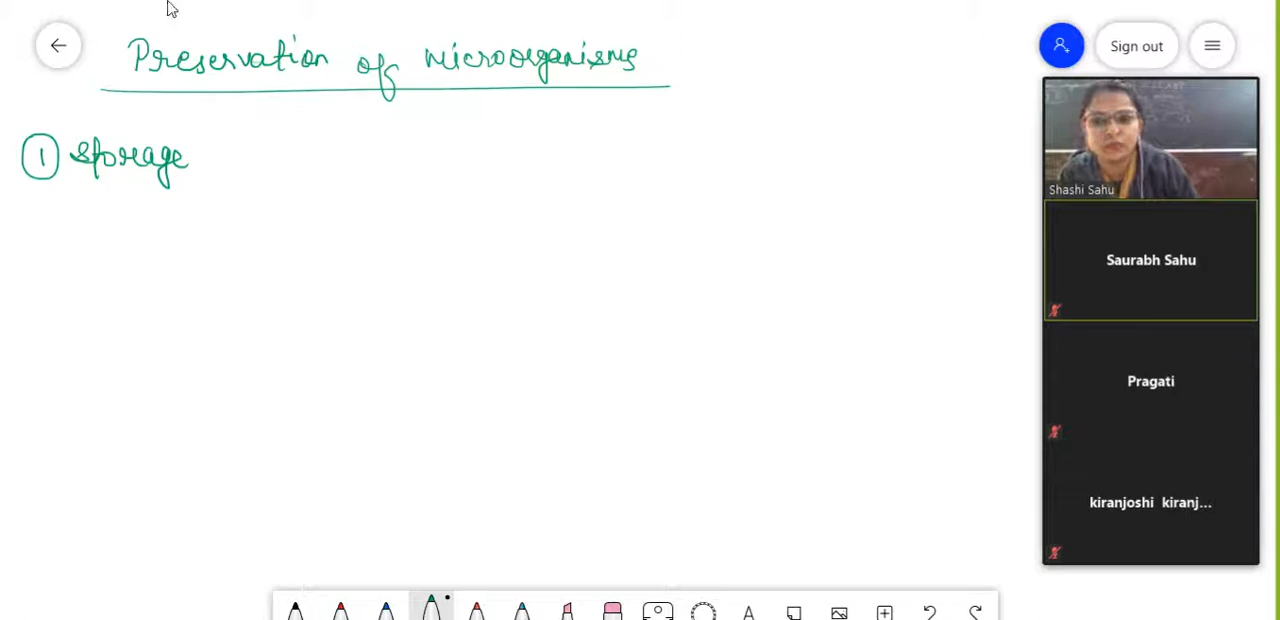 Preservation of microorganisms
① Storage
Sign out
Shashi Sahu
Saurabh Sahu
Pragati
kiranjoshi kiranj...
A